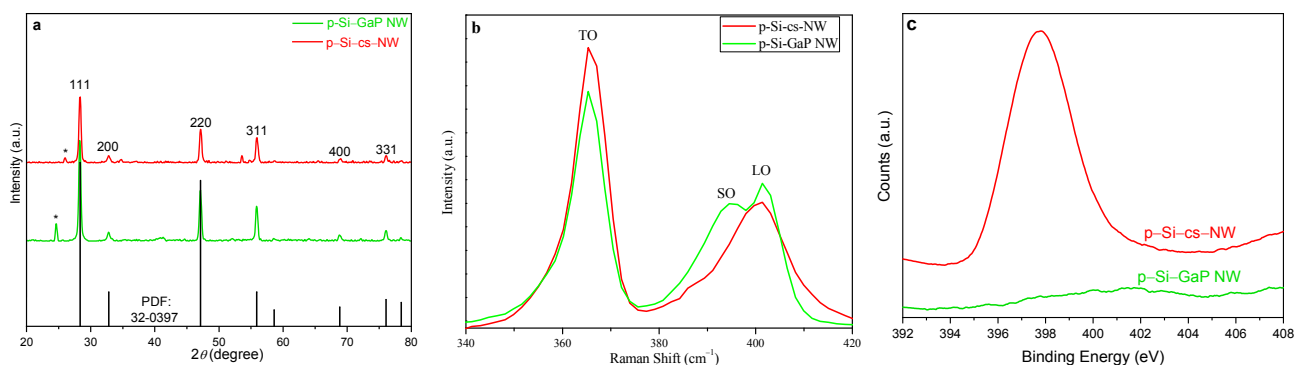 a
p-Si–GaP NW
p–Si–cs–NW
111
*
200
220
311
400
331
*
PDF:
32-0397
Intensity (a.u.)
20 30 40 50 60 70 80
2θ (degree)
b
TO
p-Si-cs-NW
p-Si-GaP NW
SO
LO
Intensity (a.u.)
340 360 380 400 420
Raman Shift (cm⁻¹)
c
p–Si–cs–NW
p–Si–GaP NW
Counts (a.u.)
392 394 396 398 400 402 404 406 408
Binding Energy (eV)